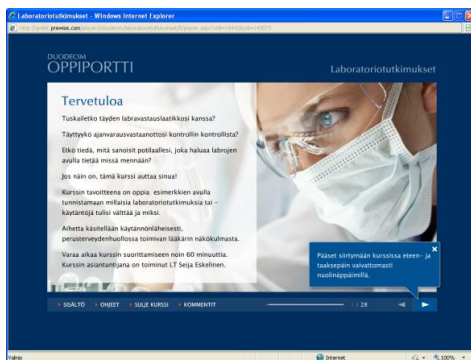 Laboratoriotutkimukset - Windows Internet Explorer
DUODECIM
OPPIPORTTI
Laboratoriotutkimukset
Tervetuloa
Tuskailetko täyden labravastauslaatikkosi kanssa?
Täyttyykö ajanvarausvastaanottosi kontrollin kontrollista?
Etkö tiedä, mitä sanoisit potilaallesi, joka haluaa labrojen
avulla tietää missä mennään?
Jos näin on, tämä kurssi auttaa sinua!
Kurssin tavoitteena on oppia esimerkkien avulla
tunnistamaan millaisia laboratoriotutkimuksia tai -
käytäntöjä tulisi välttää ja miksi.
Aihetta käsitellään käytännönläheisesti,
perusterveydenhuollossa toimivan lääkärin näkökulmasta.
Varaa aikaa kurssin suorittamiseen noin 60 minuuttia.
Kurssin asiantuntijana on toiminut LT Seija Eskelinen.
Pääset siirtymään kurssissa eteen- ja
taaksepäin vaivattomasti
nuolinäppäimillä.
SISÄLTÖ
OHJEET
SULJE KURSSI
KOMMENTIT
1 / 28
Valmis
Internet
100%